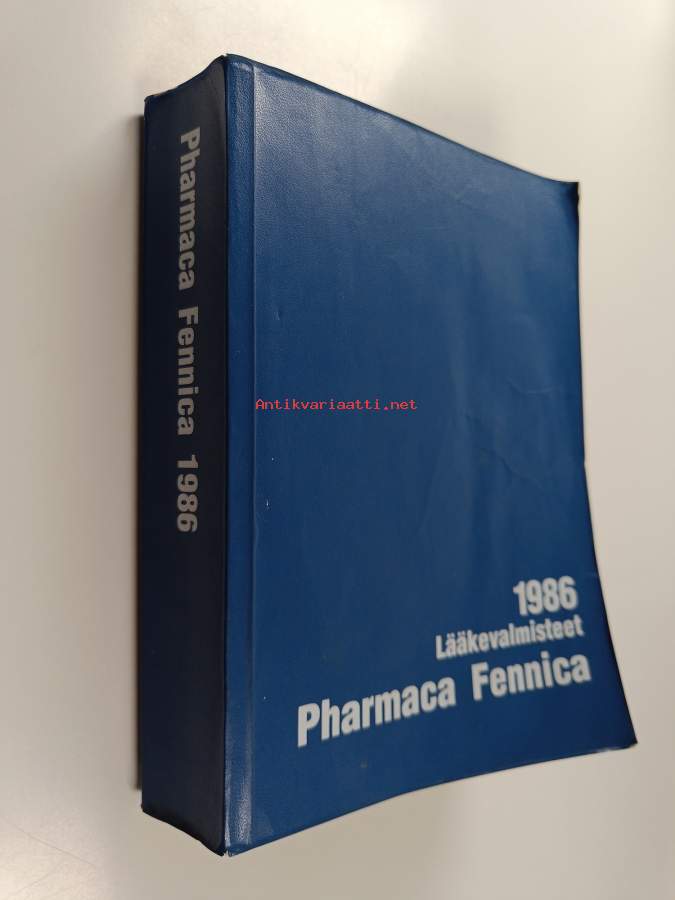 Pharmaca Fennica 1986
Antikvariaatti.net
1986
Lääkevalmisteet
Pharmaca Fennica